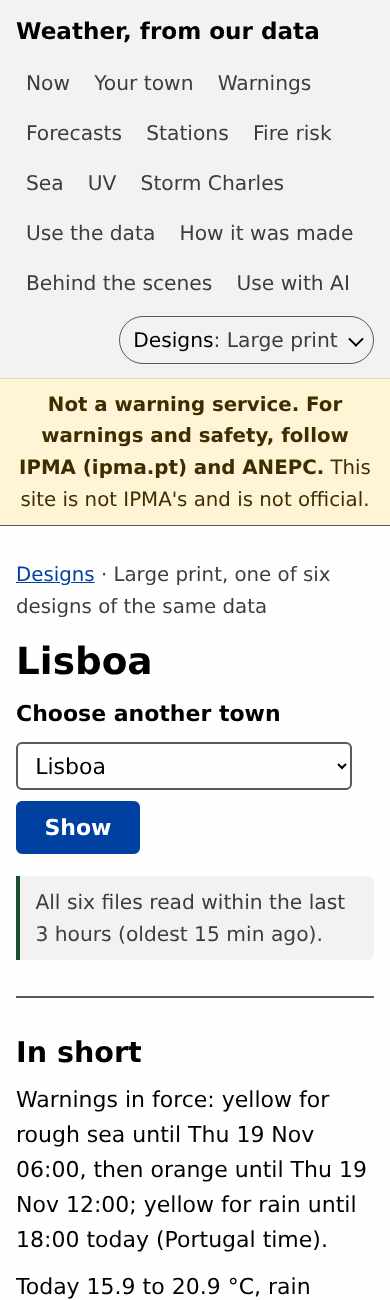 Weather, from our data
Now Your town Warnings
Forecasts Stations Fire risk
Sea UV Storm Charles
Use the data How it was made
Behind the scenes Use with AI
Designs: Large print
Not a warning service. For
warnings and safety, follow
IPMA (ipma.pt) and ANEPC. This
site is not IPMA's and is not official.
Designs · Large print, one of six
designs of the same data
Lisboa
Choose another town
Lisboa
Show
All six files read within the last
3 hours (oldest 15 min ago).
In short
Warnings in force: yellow for
rough sea until Thu 19 Nov
06:00, then orange until Thu 19
Nov 12:00; yellow for rain until
18:00 today (Portugal time).
Today 15.9 to 20.9 °C, rain